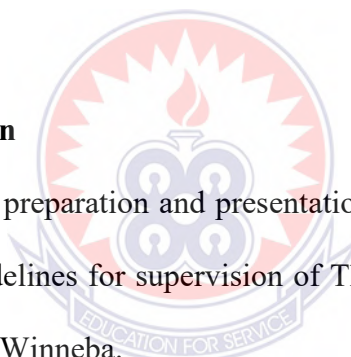 n
preparation and presentatio
delines for supervision of T
Winneba.
EDUCATION FOR SERVICE